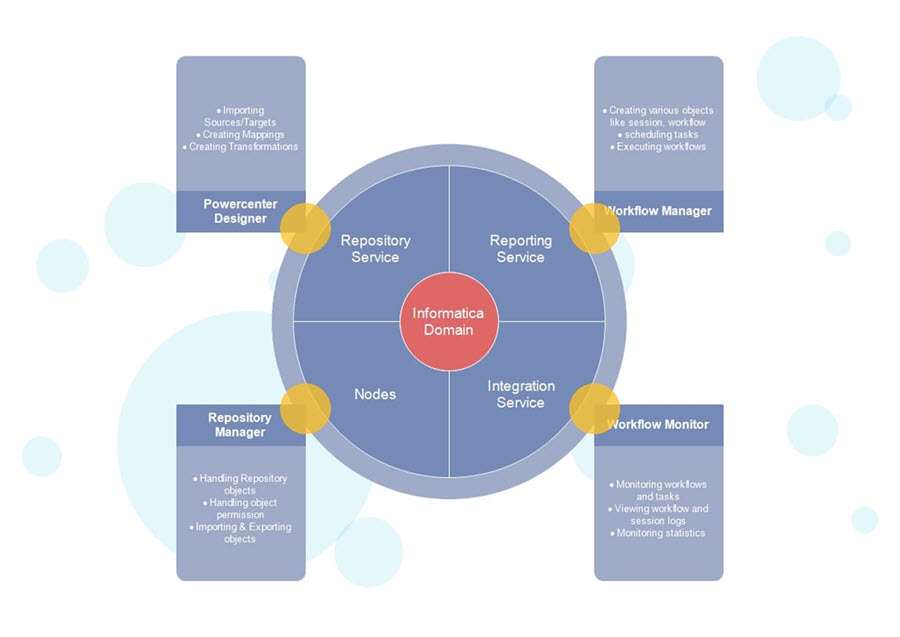 • Importing
Sources/Targets
• Creating Mappings
• Creating Transformations
Powercenter
Designer
• Creating various objects
like session, workflow
• scheduling tasks
• Executing workflows
Workflow Manager
Repository
Service
Reporting
Service
Informatica
Domain
Nodes
Integration
Service
Repository
Manager
• Handling Repository
objects
• Handling object
permission
• Importing & Exporting
objects
Workflow Monitor
• Monitoring workflows
and tasks
• Viewing workflow and
session logs
• Monitoring statistics